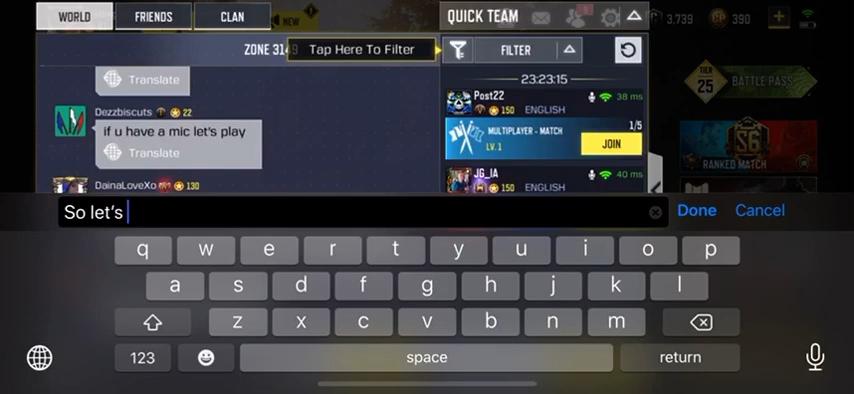 WORLD
FRIENDS
CLAN
NEW
QUICK TEAM
3,739
390
ZONE 3149
Tap Here To Filter
FILTER
23:23:15
Translate
Post22
38 ms
150 ENGLISH
Dezzbiscuts 22
if u have a mic let's play
Translate
MULTIPLAYER - MATCH
LV.1
1/5
JOIN
DainaLoveXo 130
JG_IA
40 ms
150 ENGLISH
TIER
25
BATTLE PASS
S6
RANKED MATCH
So let's
Done
Cancel
q w e r t y u i o p
a s d f g h j k l
z x c v b n m
123
space
return